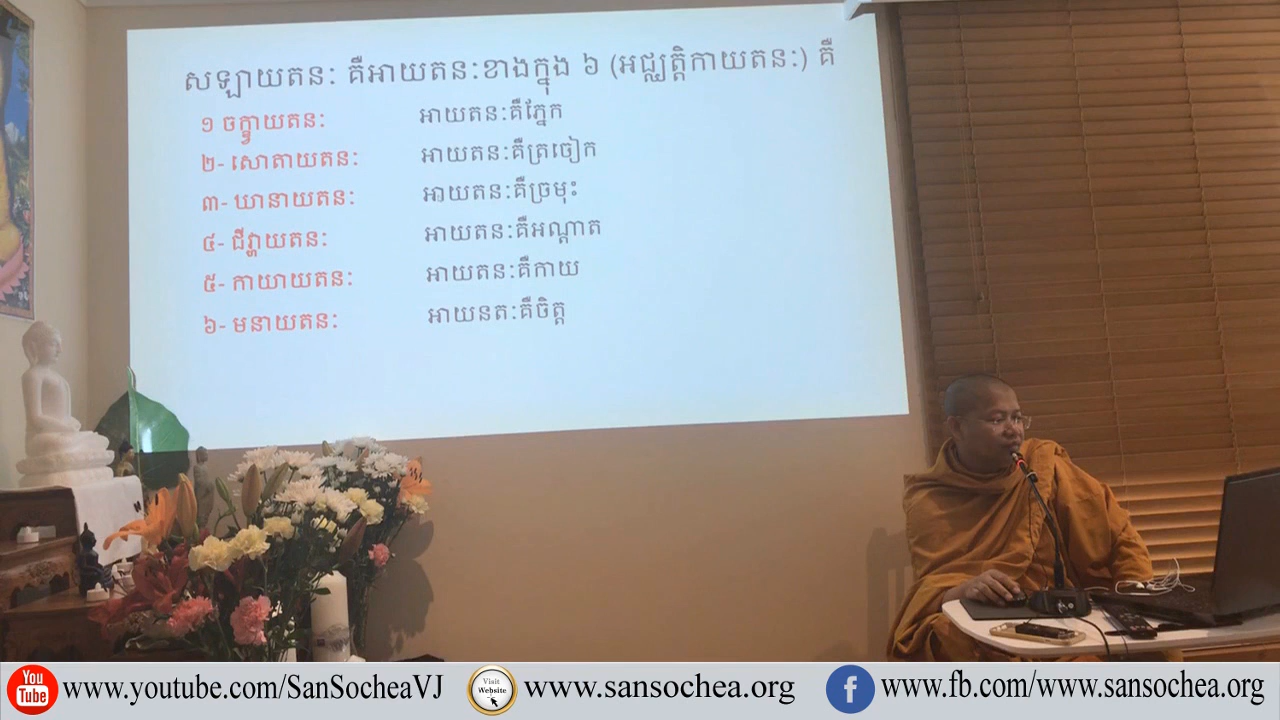 សឡាយតនៈ គឺអាយតនៈខាងក្នុង ៦ (អជ្ឈត្តិកាយតនៈ) គឺ
១ ចក្ខ្វាយតនៈ អាយតនៈគឺភ្នែក
២- សោតាយតនៈ អាយតនៈគឺត្រចៀក
៣- ឃានាយតនៈ អាយតនៈគឺច្រមុះ
៤- ជីវ្ហាយតនៈ អាយតនៈគឺអណ្ដាត
៥- កាយាយតនៈ អាយតនៈគឺកាយ
៦- មនាយតនៈ អាយនតៈគឺចិត្ត
You Tube www.youtube.com/SanSocheaVJ Visit Website www.sansochea.org f www.fb.com/www.sansochea.org